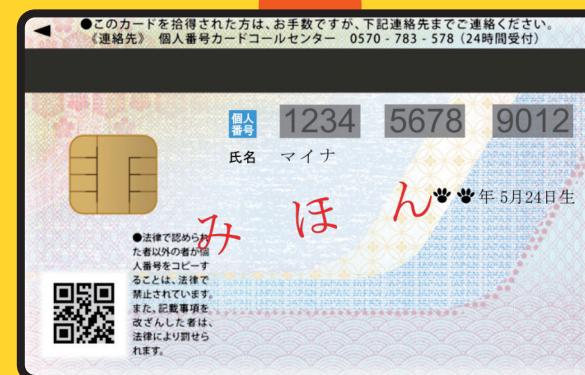 ●このカードを拾得された方は、お手数ですが、下記連絡先までご連絡ください。
《連絡先》 個人番号カードコールセンター 0570-783-578（24時間受付）
個人番号 1234 5678 9012
氏名 マイナ
年 5月24日生
みほん
●法律で認められ
た者以外の者が個
人番号をコピーす
ることは、法律で
禁止されています。
また、記載事項を
改ざんした者は、
法律により罰せら
れます。